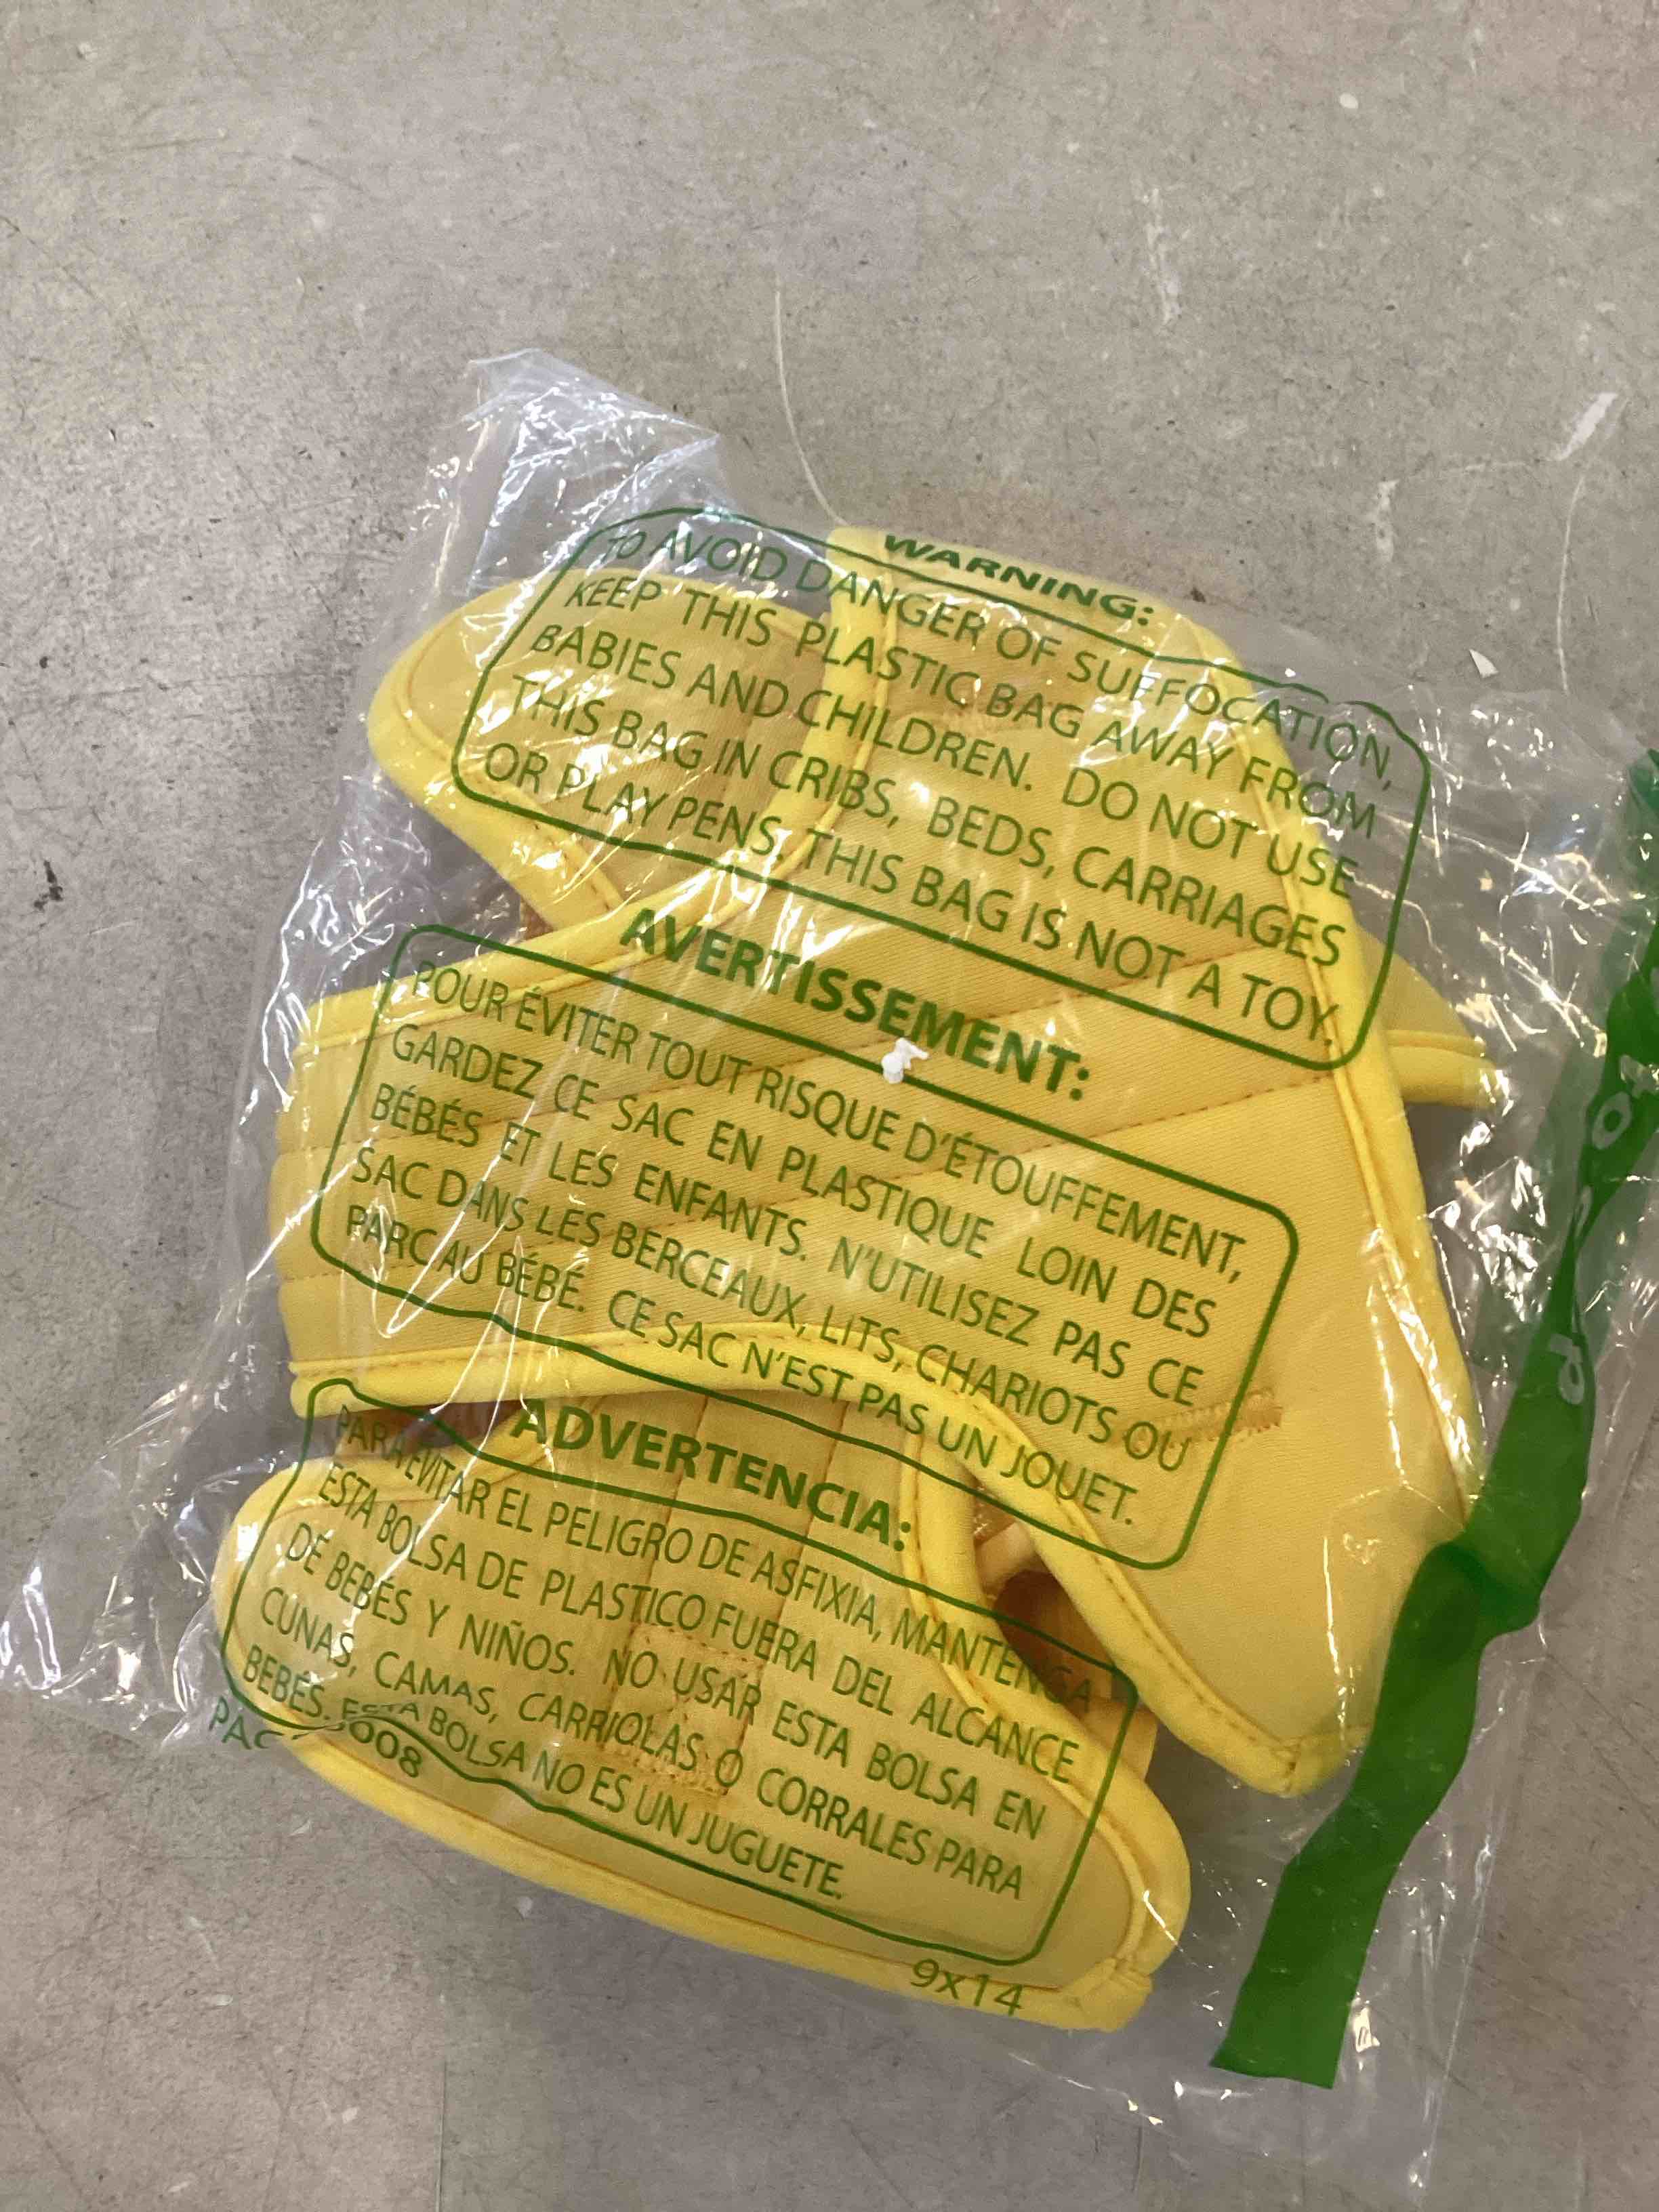 WARNING:
TO AVOID DANGER OF SUFFOCATION,
KEEP THIS PLASTIC BAG AWAY FROM
BABIES AND CHILDREN. DO NOT USE
THIS BAG IN CRIBS, BEDS, CARRIAGES
OR PLAY PENS. THIS BAG IS NOT A TOY.
AVERTISSEMENT:
POUR ÉVITER TOUT RISQUE D'ÉTOUFFEMENT,
GARDEZ CE SAC EN PLASTIQUE LOIN DES
BÉBÉS ET LES ENFANTS. N'UTILISEZ PAS CE
SAC DANS LES BERCEAUX, LITS, CHARIOTS OU
PARC AU BÉBÉ. CE SAC N'EST PAS UN JOUET.
ADVERTENCIA:
PARA EVITAR EL PELIGRO DE ASFIXIA, MANTENGA
ESTA BOLSA DE PLASTICO FUERA DEL ALCANCE
DE BEBÉS Y NIÑOS. NO USAR ESTA BOLSA EN
CUNAS, CAMAS, CARRIOLAS O CORRALES PARA
BEBÉS. ESTA BOLSA NO ES UN JUGUETE.
9x14